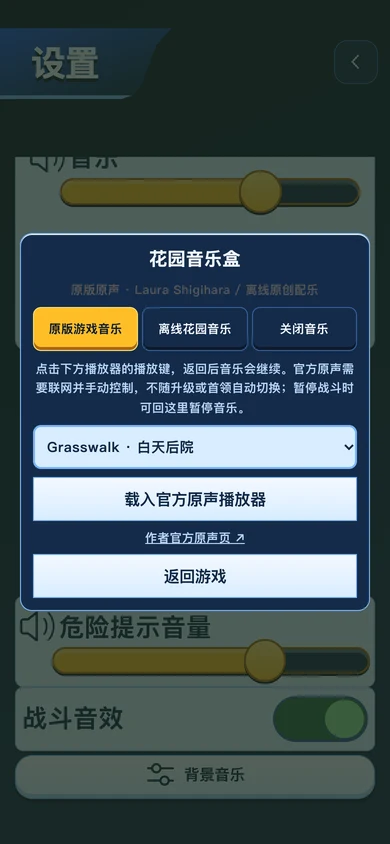 设置
音乐
花园音乐盒
原版原声 · Laura Shigihara / 离线原创配乐
原版游戏音乐
离线花园音乐
关闭音乐
点击下方播放器的播放键，返回后音乐会继续。官方原声需
要联网并手动控制，不随升级或首领自动切换；暂停战斗时
可回这里暂停音乐。
Grasswalk · 白天后院
载入官方原声播放器
作者官方原声页 ↗
返回游戏
危险提示音量
战斗音效
背景音乐